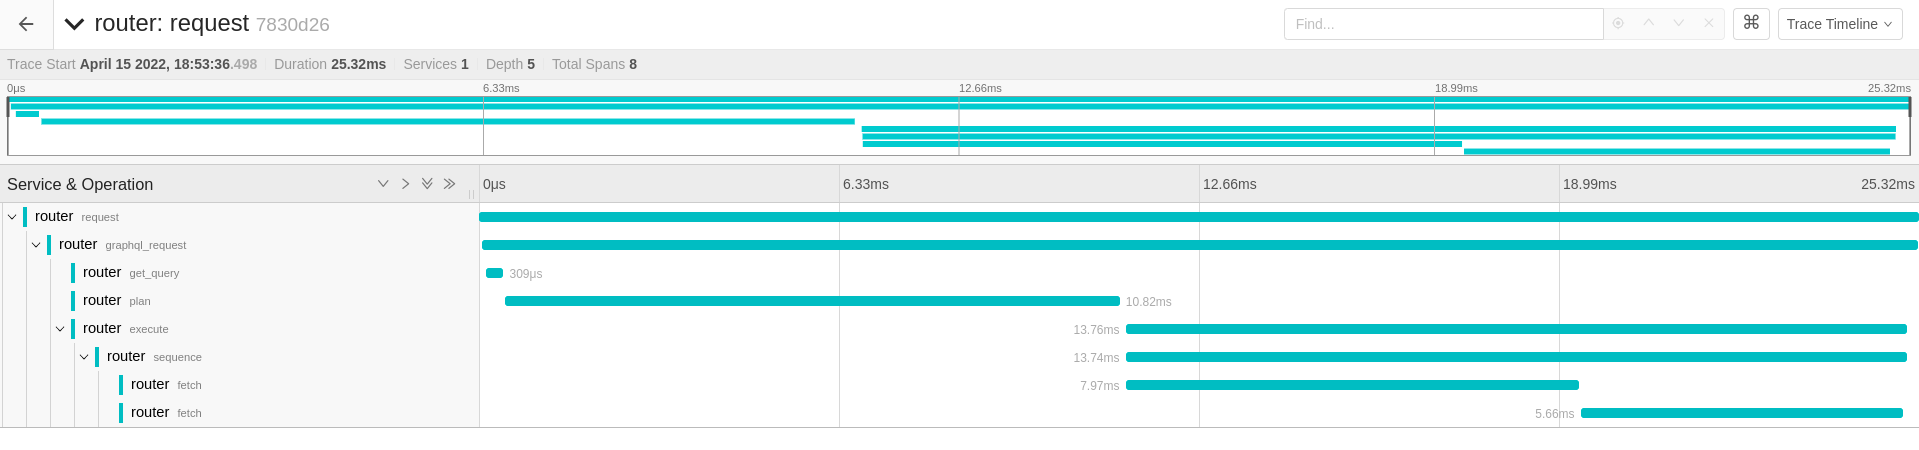 router: request 7830d26
Find...
⌘
Trace Timeline
Trace Start April 15 2022, 18:53:36.498 Duration 25.32ms Services 1 Depth 5 Total Spans 8
0μs 6.33ms 12.66ms 18.99ms 25.32ms
Service & Operation 0μs 6.33ms 12.66ms 18.99ms 25.32ms
router request
router graphql_request
router get_query 309μs
router plan 10.82ms
router execute 13.76ms
router sequence 13.74ms
router fetch 7.97ms
router fetch 5.66ms